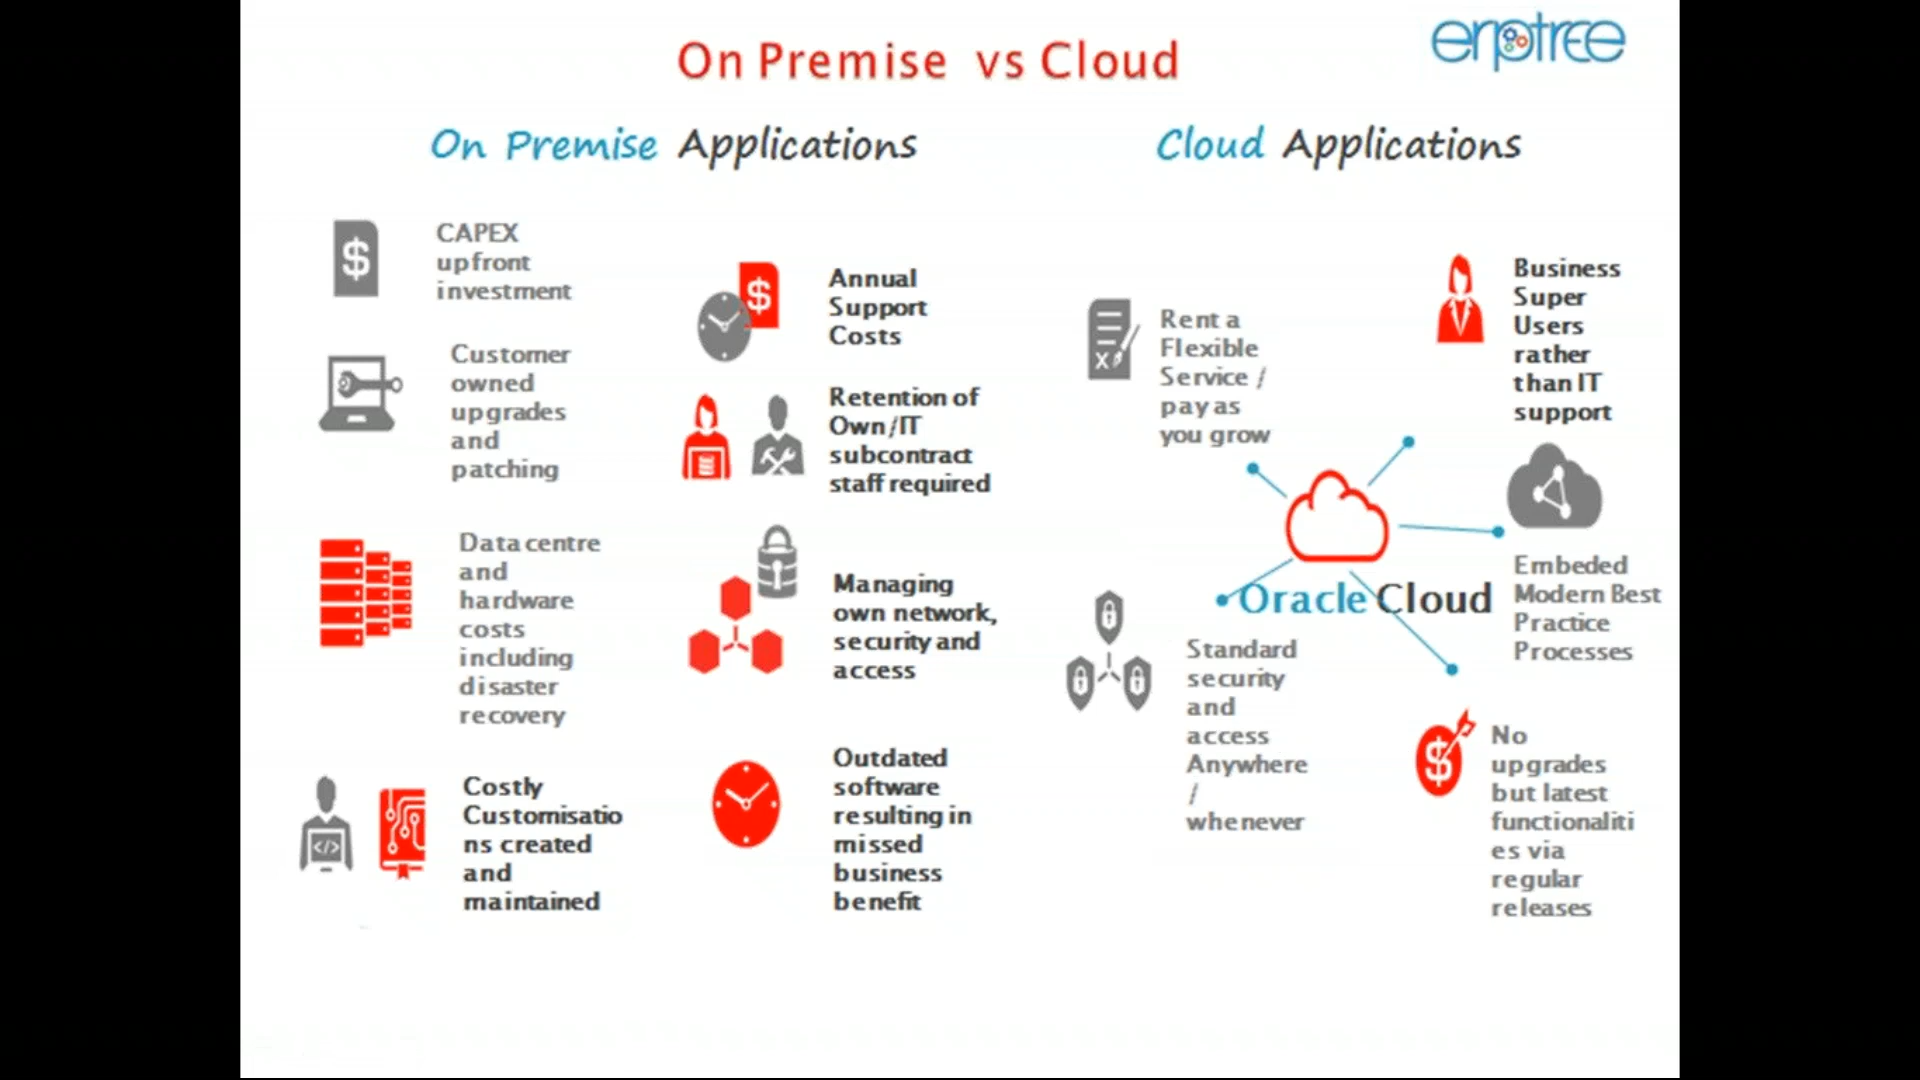 erptree
On Premise vs Cloud
On Premise Applications
CAPEX
upfront
investment
Customer
owned
upgrades
and
patching
Data centre
and
hardware
costs
including
disaster
recovery
Costly
Customisatio
ns created
and
maintained
Annual
Support
Costs
Retention of
Own/IT
subcontract
staff required
Managing
own network,
security and
access
Outdated
software
resulting in
missed
business
benefit
Cloud Applications
Rent a
Flexible
Service /
pay as
you grow
Business
Super
Users
rather
than IT
support
Oracle Cloud
Embeded
Modern Best
Practice
Processes
Standard
security
and
access
Anywhere
/
whenever
No
upgrades
but latest
functionaliti
es via
regular
releases